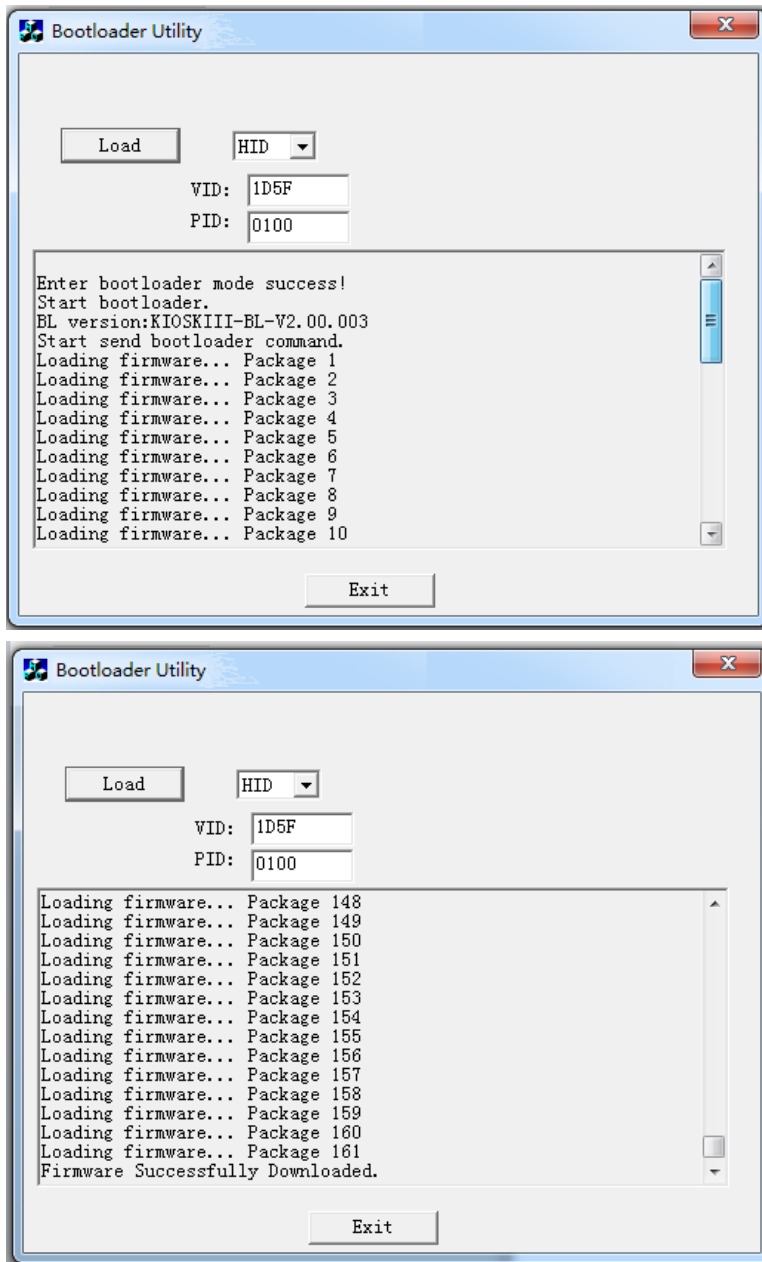 Bootloader Utility
Load
HID
VID:
1D5F
PID:
0100
Enter bootloader mode success!
Start bootloader.
BL version:KIOSKIII-BL-V2.00.003
Start send bootloader command.
Loading firmware... Package 1
Loading firmware... Package 2
Loading firmware... Package 3
Loading firmware... Package 4
Loading firmware... Package 5
Loading firmware... Package 6
Loading firmware... Package 7
Loading firmware... Package 8
Loading firmware... Package 9
Loading firmware... Package 10
Exit
Bootloader Utility
Load
HID
VID:
1D5F
PID:
0100
Loading firmware... Package 148
Loading firmware... Package 149
Loading firmware... Package 150
Loading firmware... Package 151
Loading firmware... Package 152
Loading firmware... Package 153
Loading firmware... Package 154
Loading firmware... Package 155
Loading firmware... Package 156
Loading firmware... Package 157
Loading firmware... Package 158
Loading firmware... Package 159
Loading firmware... Package 160
Loading firmware... Package 161
Firmware Successfully Downloaded.
Exit